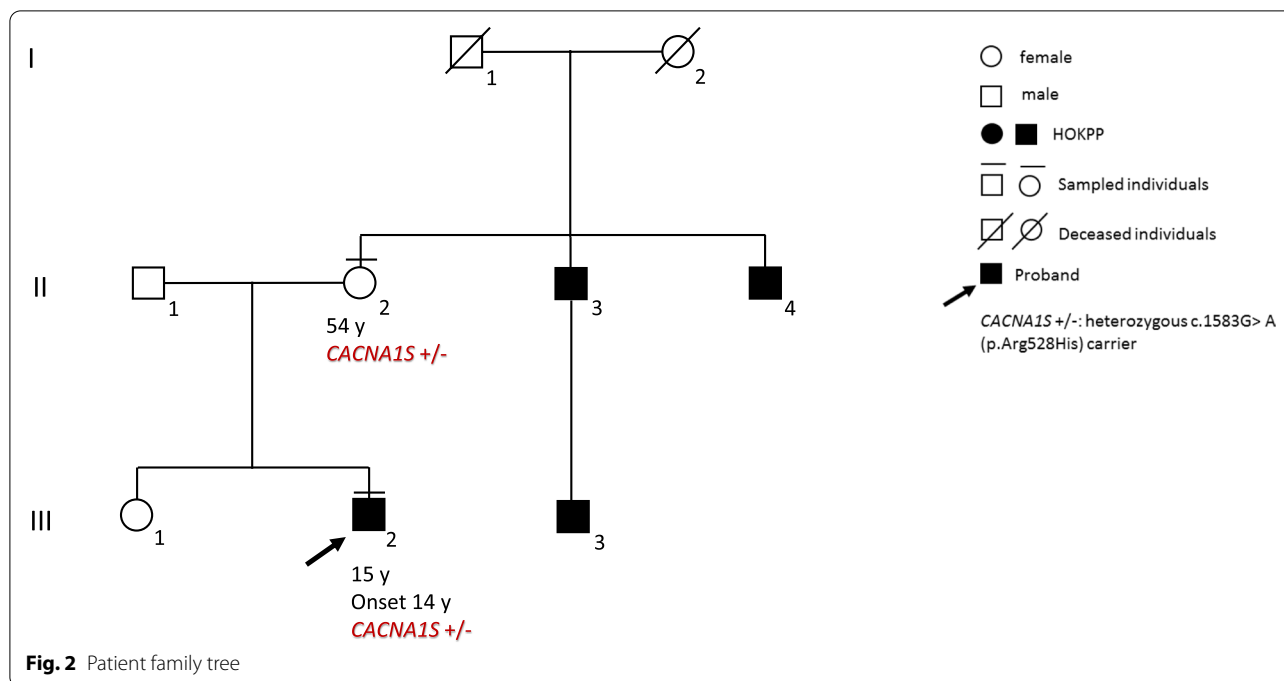 I
1
2
female
male
HOKPP
Sampled individuals
Deceased individuals
Proband
CACNA1S +/-: heterozygous c.1583G> A
(p.Arg528His) carrier
II
1
2
3
4
54 y
CACNA1S +/-
III
1
2
3
15 y
Onset 14 y
CACNA1S +/-
Fig. 2 Patient family tree